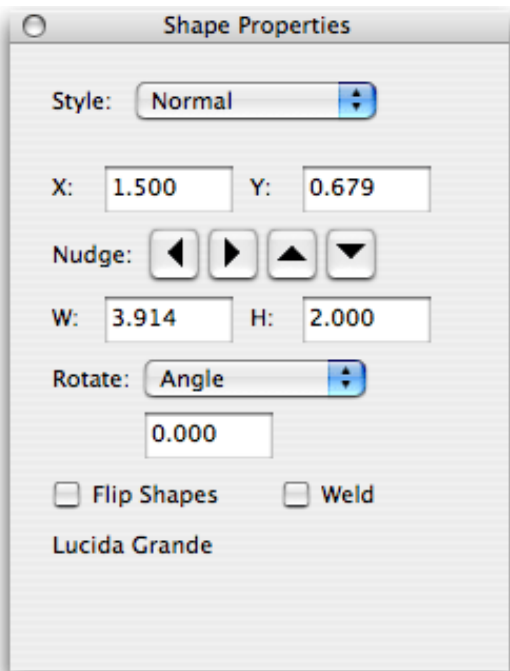 Shape Properties
Style: Normal
X: 1.500 Y: 0.679
Nudge:
W: 3.914 H: 2.000
Rotate: Angle
0.000
Flip Shapes Weld
Lucida Grande